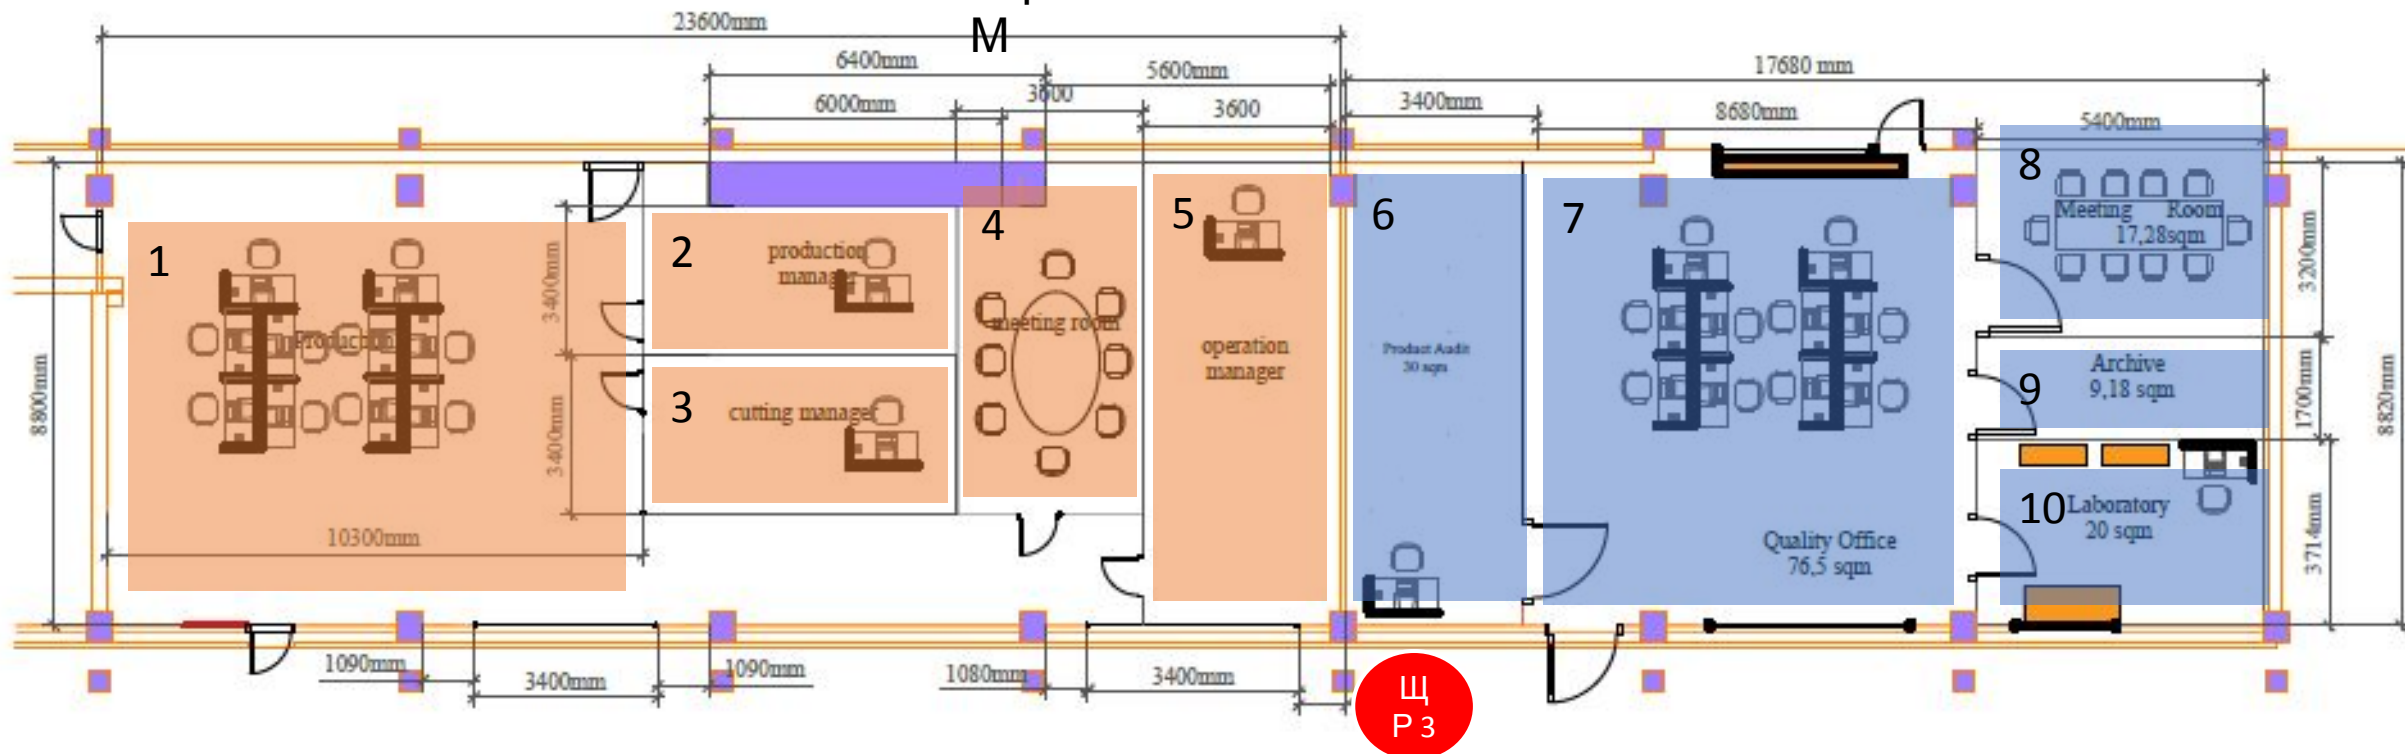 М
23600mm
6400mm
5600mm
17680 mm
6000mm
3600
3600
3400mm
8680mm
5400mm
1
2
production
manager
3400mm
Production
3
cutting manager
3400mm
4
meeting room
5
operation
manager
6
Product Audit
30 sqm
7
Quality Office
76,5 sqm
8
Meeting Room
17,28sqm
3200mm
9
Archive
9,18 sqm
1700mm
10
Laboratory
20 sqm
3714mm
8800mm
8820mm
10300mm
1090mm
3400mm
1090mm
1080mm
3400mm
Щ
Р 3